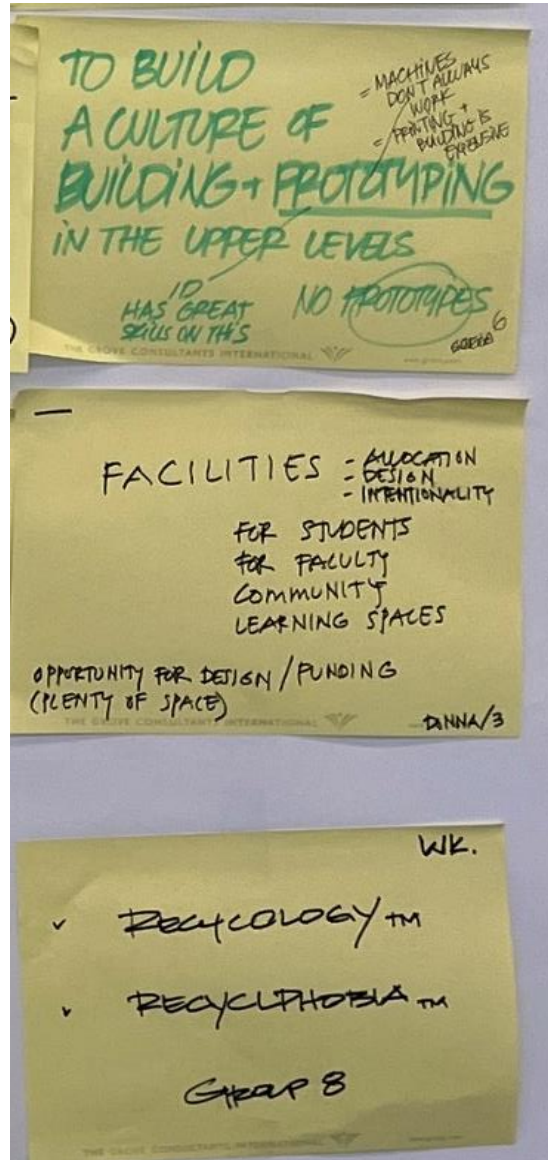 TO BUILD
A CULTURE OF
BUILDING + PROTOTYPING
IN THE UPPER LEVELS
= MACHINES
DON'T ALWAYS
WORK
= PRINTING +
BUILDING IS
EXPENSIVE
ID
HAS GREAT
SKILLS ON THIS
NO PROTOTYPES
6
THE GROVE CONSULTANTS INTERNATIONAL
—
FACILITIES - ALLOCATION
- DESIGN
- INTENTIONALITY
FOR STUDENTS
FOR FACULTY
COMMUNITY
LEARNING SPACES
OPPORTUNITY FOR DESIGN / FUNDING
(PLENTY OF SPACE)
THE GROVE CONSULTANTS INTERNATIONAL
DONNA/3
WK.
✓ RECYCOLOGY TM
✓ RECYCLPHOBIA TM
GROUP 8
THE GROVE CONSULTANTS INTERNATIONAL